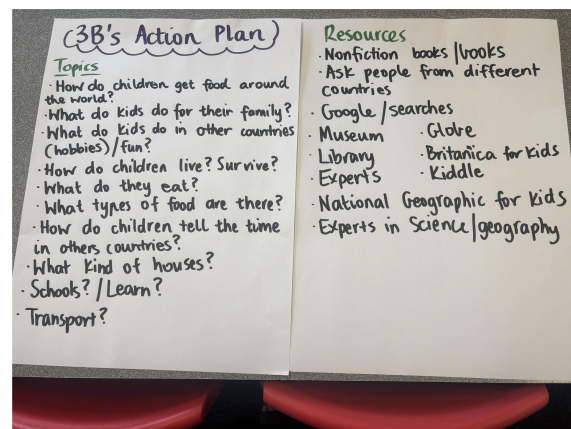 (3B's Action Plan)
Topics
· How do children get food around
the world?
· What do kids do for their family?
· What do kids do in other countries
(hobbies)/fun?
· How do children live? Survive?
· What do they eat?
· What types of food are there?
· How do children tell the time
in others countries?
· What kind of houses?
· Schools? / Learn?
· Transport?
Resources
· Nonfiction books/books
· Ask people from different
countries
· Google/searches
· Museum · Globe
· Library · Britanica for kids
· Experts · Kiddle
· National Geographic for kids
· Experts in Science/geography